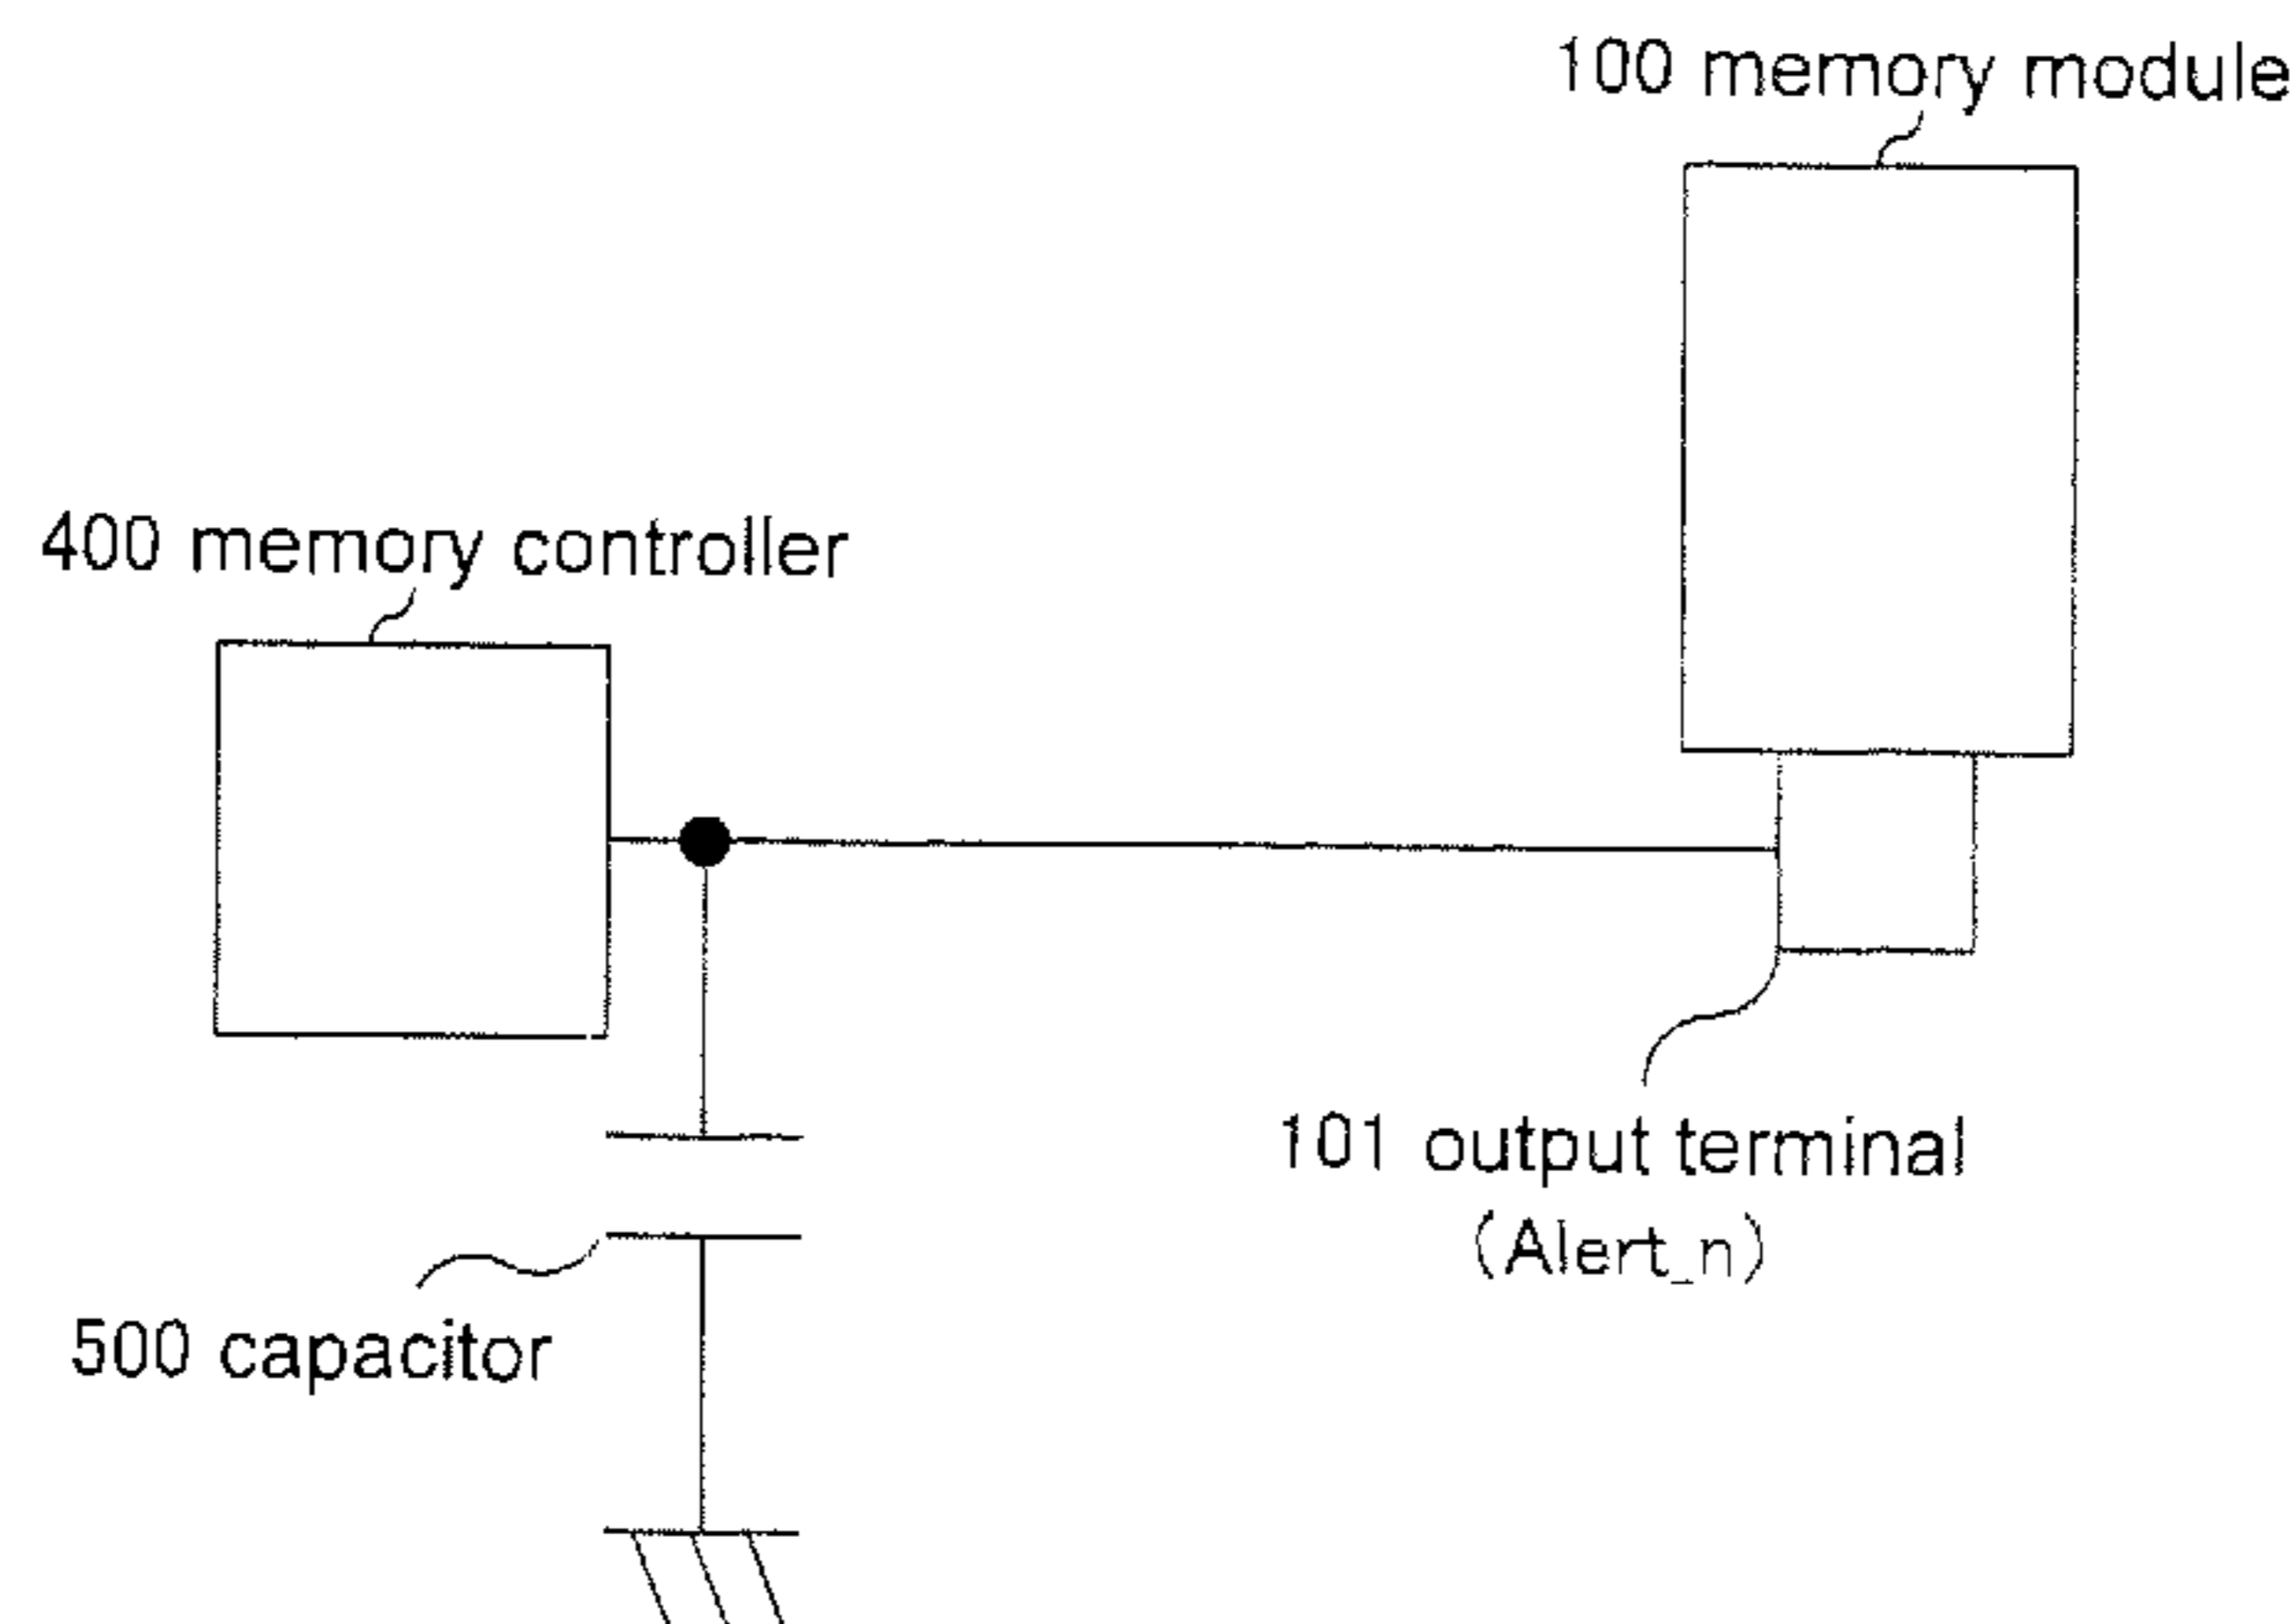 100 memory module
400 memory controller
101 output terminal
(Alert_n)
500 capacitor